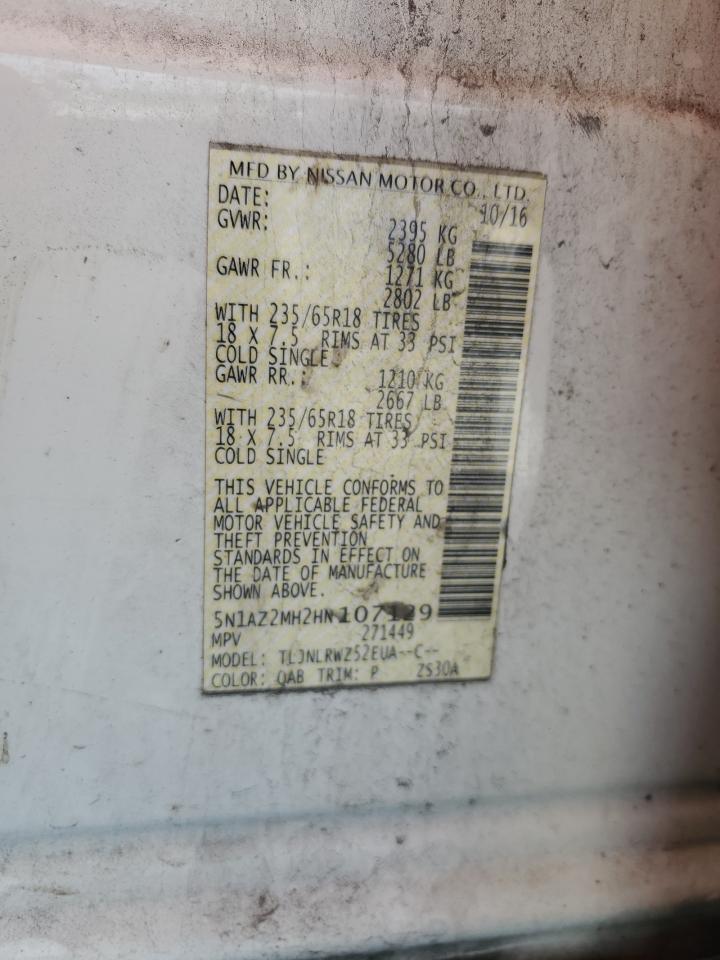 MFD BY NISSAN MOTOR CO., LTD.
DATE: 10/16
GVWR: 2395 KG
5280 LB
GAWR FR.: 1271 KG
2802 LB
WITH 235/65R18 TIRES
18 X 7.5 RIMS AT 33 PSI
COLD SINGLE
GAWR RR.: 1210 KG
2667 LB
WITH 235/65R18 TIRES
18 X 7.5 RIMS AT 33 PSI
COLD SINGLE
THIS VEHICLE CONFORMS TO
ALL APPLICABLE FEDERAL
MOTOR VEHICLE SAFETY AND
THEFT PREVENTION
STANDARDS IN EFFECT ON
THE DATE OF MANUFACTURE
SHOWN ABOVE.
5N1AZ2MH2HN107129
MPV 271449
MODEL: TLJNLRWZ52EUA--C--
COLOR: QAB TRIM: P ZS30A